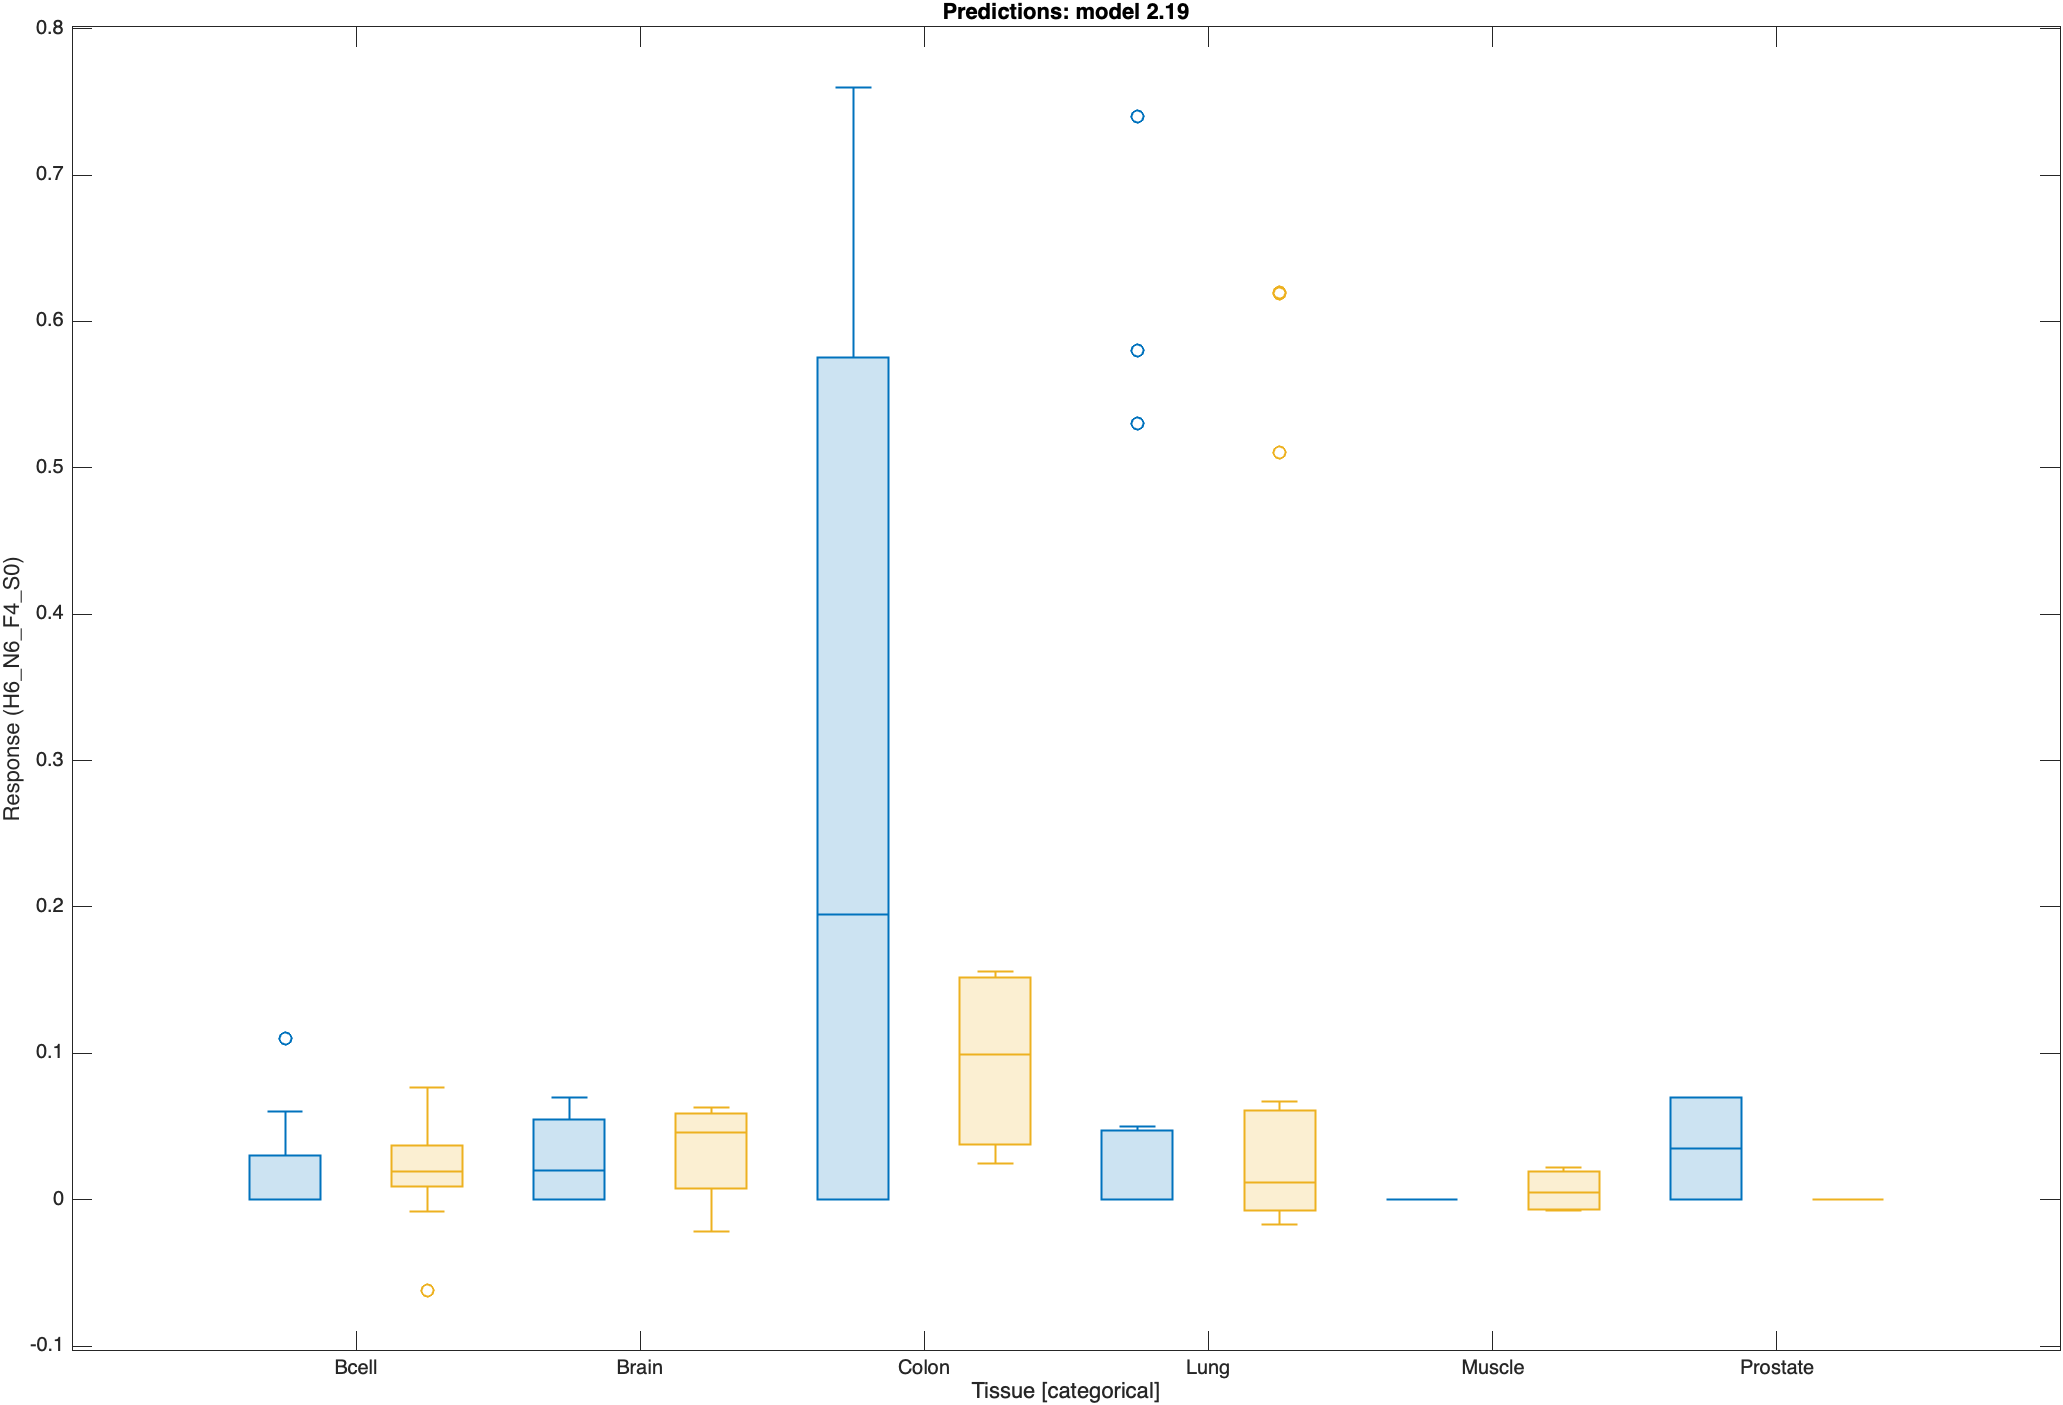 Predictions: model 2.19
0.8
0.7
0.6
0.5
0.4
0.3
0.2
0.1
0
-0.1
Response (H6_N6_F4_S0)
Bcell Brain Colon Lung Muscle Prostate
Tissue [categorical]